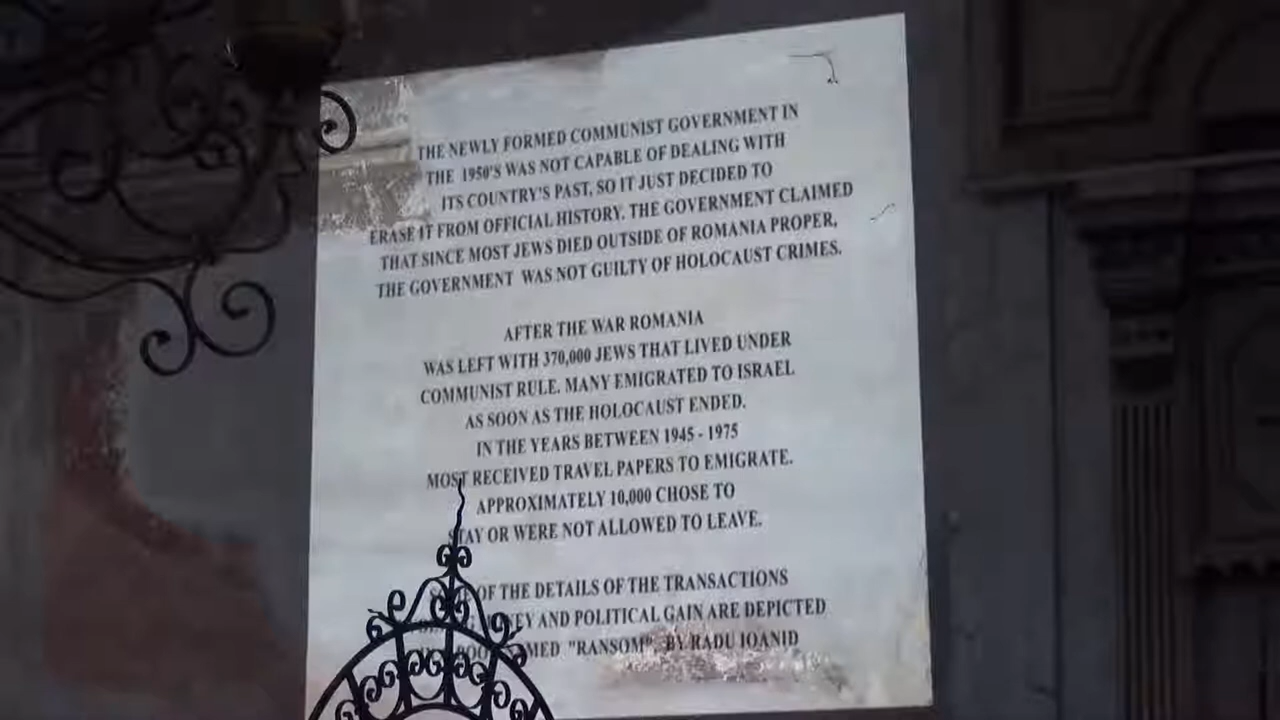 THE NEWLY FORMED COMMUNIST GOVERNMENT IN
THE 1950'S WAS NOT CAPABLE OF DEALING WITH
ITS COUNTRY'S PAST, SO IT JUST DECIDED TO
ERASE IT FROM OFFICIAL HISTORY. THE GOVERNMENT CLAIMED
THAT SINCE MOST JEWS DIED OUTSIDE OF ROMANIA PROPER,
THE GOVERNMENT WAS NOT GUILTY OF HOLOCAUST CRIMES.
AFTER THE WAR ROMANIA
WAS LEFT WITH 370,000 JEWS THAT LIVED UNDER
COMMUNIST RULE. MANY EMIGRATED TO ISRAEL
AS SOON AS THE HOLOCAUST ENDED.
IN THE YEARS BETWEEN 1945 - 1975
MOST RECEIVED TRAVEL PAPERS TO EMIGRATE.
APPROXIMATELY 10,000 CHOSE TO
STAY OR WERE NOT ALLOWED TO LEAVE.
OF THE DETAILS OF THE TRANSACTIONS
AND POLITICAL GAIN ARE DEPICTED
"RANSOM" BY RADU IOANID